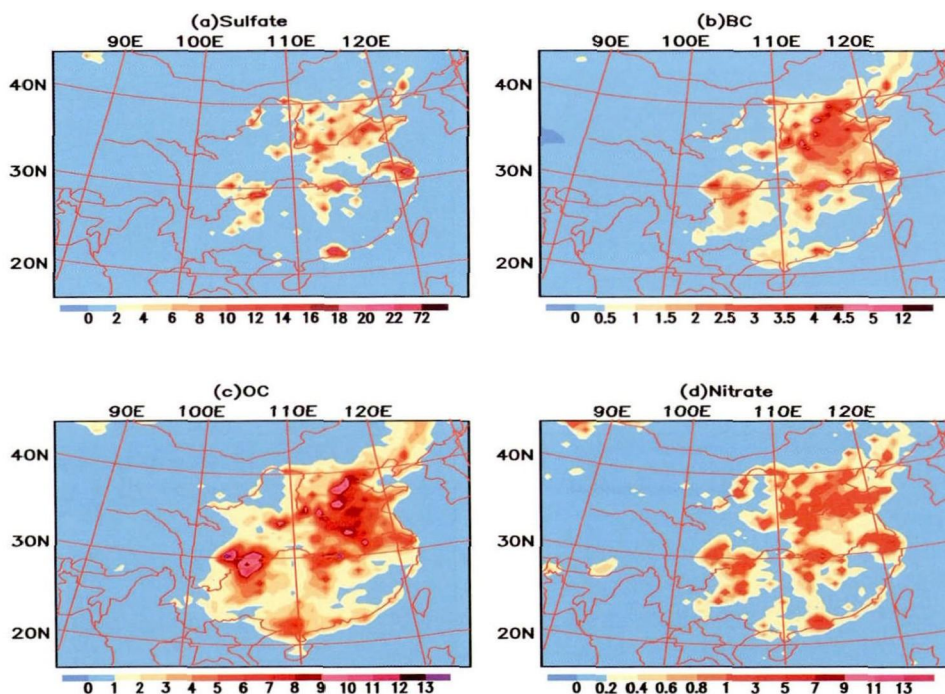 (a)Sulfate
90E 100E 110E 120E
40N
30N
20N
0 2 4 6 8 10 12 14 16 18 20 22 72
(b)BC
90E 100E 110E 120E
40N
30N
20N
0 0.5 1 1.5 2 2.5 3 3.5 4 4.5 5 12
(c)OC
90E 100E 110E 120E
40N
30N
20N
0 1 2 3 4 5 6 7 8 9 10 11 12 13
(d)Nitrate
90E 100E 110E 120E
40N
30N
20N
0 0.2 0.4 0.6 0.8 1 3 5 7 9 11 13